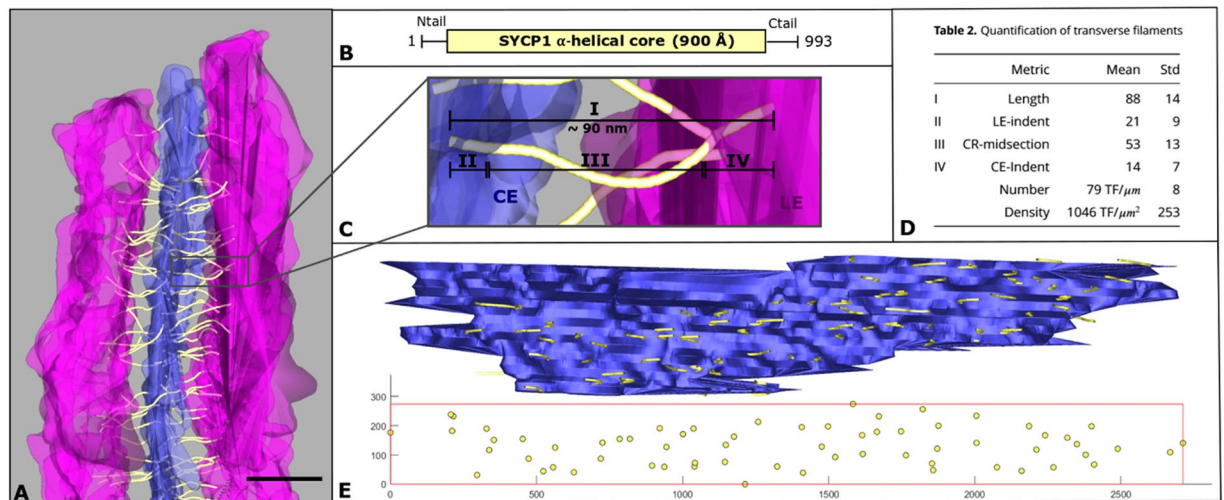 A
Ntail
Ctail
1
SYCP1 α-helical core (900 Å)
993
B
I
~ 90 nm
II
III
IV
CE
LE
C
Table 2. Quantification of transverse filaments
Metric Mean Std
I Length 88 14
II LE-indent 21 9
III CR-midsection 53 13
IV CE-Indent 14 7
Number 79 TF/μm 8
Density 1046 TF/μm² 253
D
300
200
100
0
0 500 1000 1500 2000 2500
E